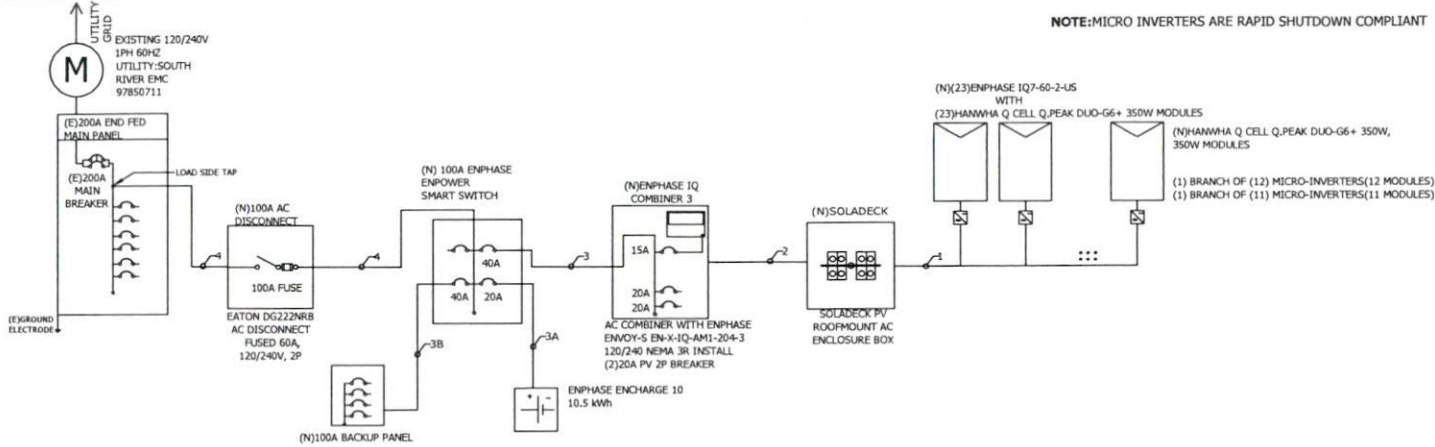 NOTE:MICRO INVERTERS ARE RAPID SHUTDOWN COMPLIANT
UTILITY
GRID
M
EXISTING 120/240V
1PH 60HZ
UTILITY:SOUTH
RIVER EMC
97850711
(E)200A END FED
MAIN PANEL
(E)200A
MAIN
BREAKER
LOAD SIDE TAP
(E)GROUND
ELECTRODE
4
(N)100A AC
DISCONNECT
100A FUSE
EATON DG222NRB
AC DISCONNECT
FUSED 60A,
120/240V, 2P
4
(N) 100A ENPHASE
ENPOWER
SMART SWITCH
40A
40A
20A
3B
3A
(N)100A BACKUP PANEL
+
-
ENPHASE ENCHARGE 10
10.5 kWh
3
(N)ENPHASE IQ
COMBINER 3
15A
20A
20A
AC COMBINER WITH ENPHASE
ENVOY-S EN-X-IQ-AM1-204-3
120/240 NEMA 3R INSTALL
(2)20A PV 2P BREAKER
2
(N)SOLADECK
SOLADECK PV
ROOFMOUNT AC
ENCLOSURE BOX
1
(N)(23)ENPHASE IQ7-60-2-US
WITH
(23)HANWHA Q CELL Q.PEAK DUO-G6+ 350W MODULES
(N)HANWHA Q CELL Q.PEAK DUO-G6+ 350W,
350W MODULES
(1) BRANCH OF (12) MICRO-INVERTERS(12 MODULES)
(1) BRANCH OF (11) MICRO-INVERTERS(11 MODULES)